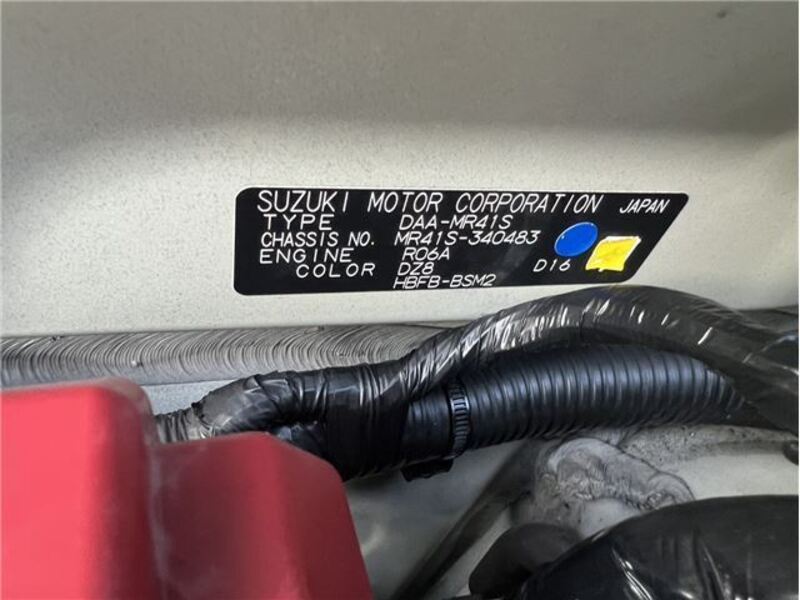 SUZUKI MOTOR CORPORATION JAPAN
TYPE DAA-MR41S
CHASSIS NO. MR41S-340483
ENGINE R06A
COLOR DZ8 D16
HBFB-BSM2